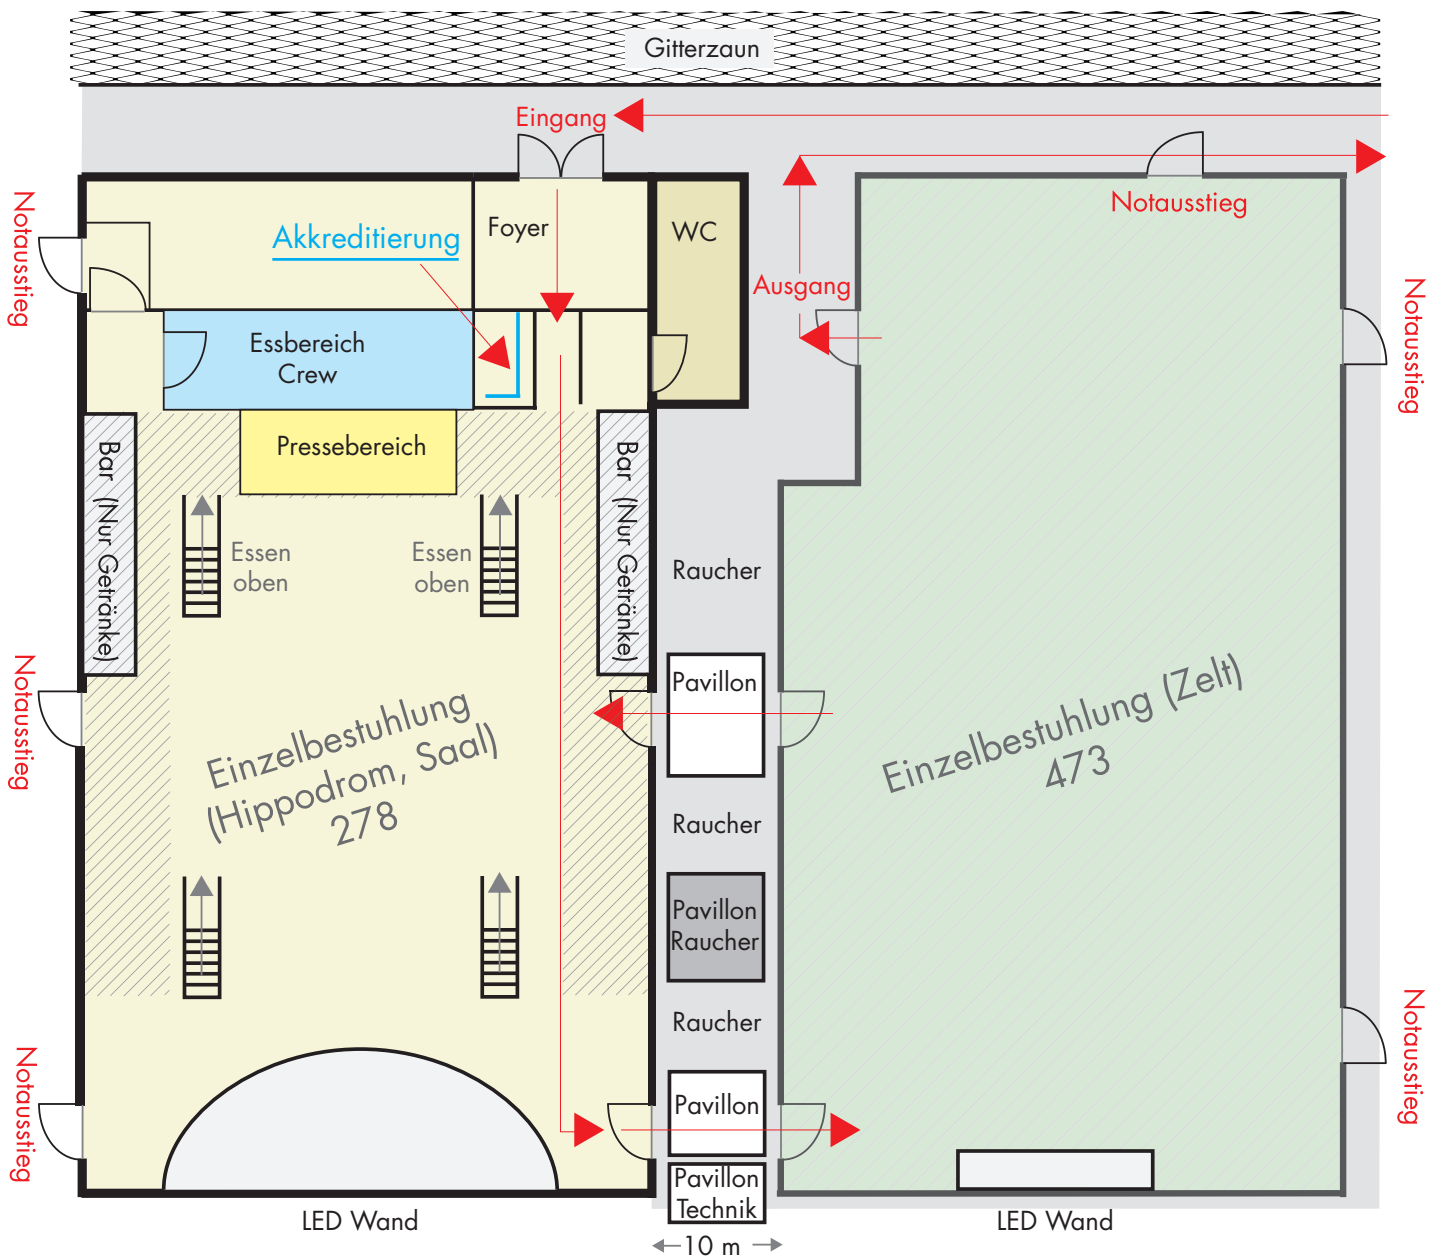 Gitterzaun
Eingang
Notausstieg
Akkreditierung
Foyer
WC
Notausstieg
Ausgang
Notausstieg
Essbereich
Crew
Pressebereich
Bar (Nur Getränke)
Bar (Nur Getränke)
Essen
oben
Essen
oben
Raucher
Notausstieg
Pavillon
Einzelbestuhlung
(Hippodrom, Saal)
278
Einzelbestuhlung (Zelt)
473
Raucher
Pavillon
Raucher
Raucher
Notausstieg
Notausstieg
Pavillon
Pavillon
Technik
LED Wand
LED Wand
10 m